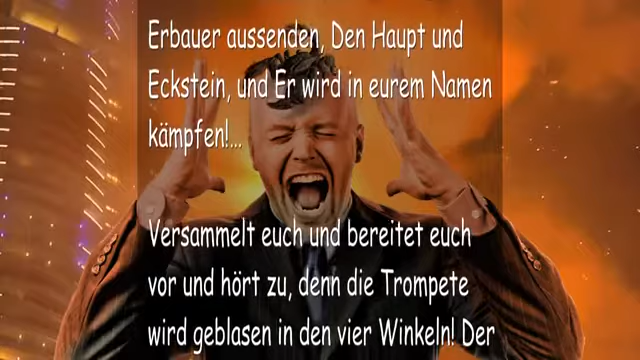 Erbauer aussenden, Den Haupt und
Eckstein, und Er wird in eurem Namen
kämpfen!...
Versammelt euch und bereitet euch
vor und hört zu, denn die Trompete
wird geblasen in den vier Winkeln! Der